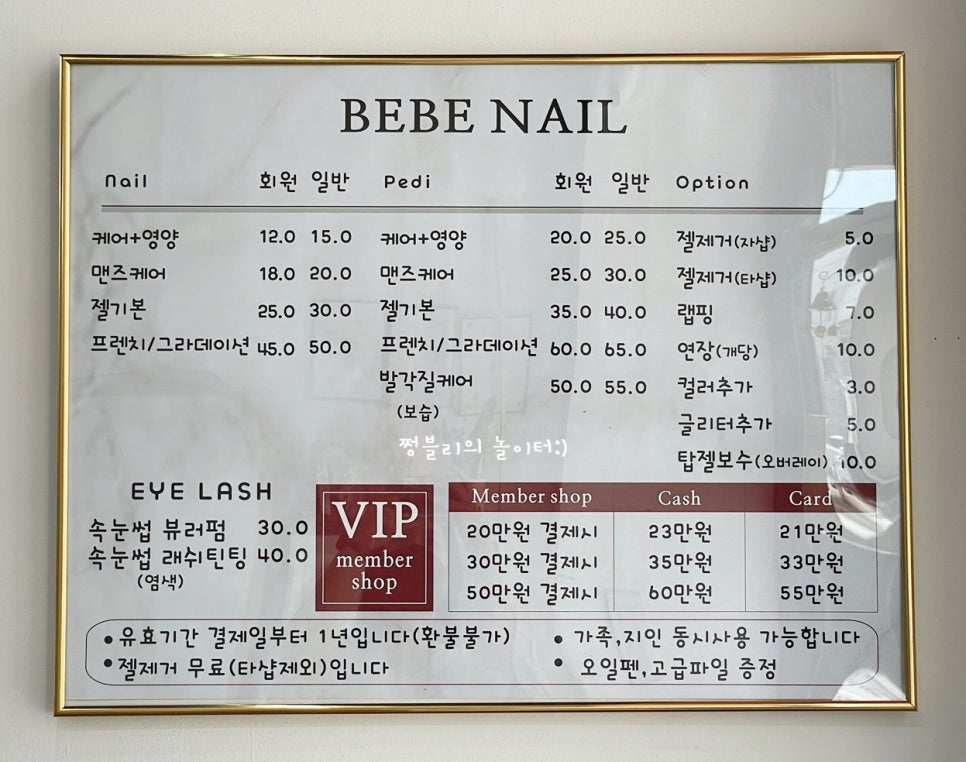 BEBE NAIL
Nail 회원 일반 Pedi 회원 일반 Option
케어+영양 12.0 15.0 케어+영양 20.0 25.0 젤제거(자샵) 5.0
맨즈케어 18.0 20.0 맨즈케어 25.0 30.0 젤제거(타샵) 10.0
젤기본 25.0 30.0 젤기본 35.0 40.0 랩핑 7.0
프렌치/그라데이션 45.0 50.0 프렌치/그라데이션 60.0 65.0 연장(개당) 10.0
발각질케어 50.0 55.0 컬러추가 3.0
(보습)
글리터추가 5.0
쩡블리의 놀이터:)
탑젤보수(오버레이) 10.0
EYE LASH
속눈썹 뷰러펌 30.0
속눈썹 래쉬틴팅 40.0
(염색)
VIP
member
shop
Member shop Cash Card
20만원 결제시 23만원 21만원
30만원 결제시 35만원 33만원
50만원 결제시 60만원 55만원
• 유효기간 결제일부터 1년입니다(환불불가)
• 젤제거 무료(타샵제외)입니다
• 가족,지인 동시사용 가능합니다
• 오일펜,고급파일 증정